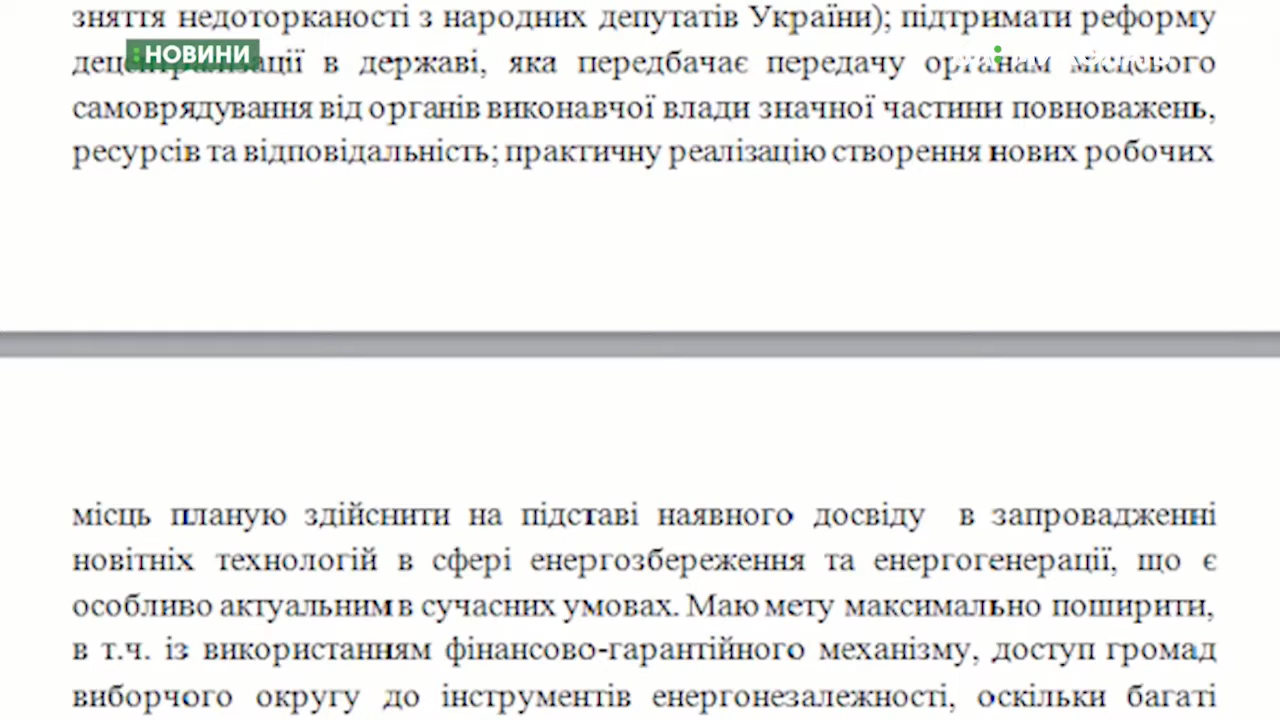 зняття недоторканості з народних депутатів України); підтримати реформу
НОВИНИ
децентралізації в державі, яка передбачає передачу органам місцевого
самоврядування від органів виконавчої влади значної частини повноважень,
ресурсів та відповідальність; практичну реалізацію створення нових робочих
місць планую здійснити на підставі наявного досвіду в запровадженні
новітніх технологій в сфері енергозбереження та енергогенерації, що є
особливо актуальним в сучасних умовах. Маю мету максимально поширити,
в т.ч. із використанням фінансово-гарантійного механізму, доступ громад
виборчого округу до інструментів енергонезалежності, оскільки багаті